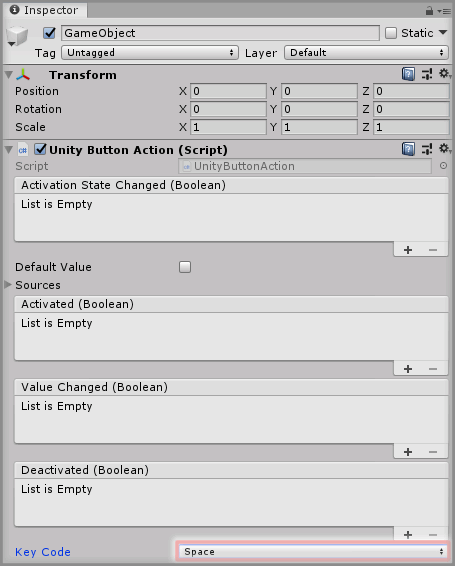 Inspector
GameObject Static
Tag Untagged Layer Default
Transform
Position X 0 Y 0 Z 0
Rotation X 0 Y 0 Z 0
Scale X 1 Y 1 Z 1
Unity Button Action (Script)
Script UnityButtonAction
Activation State Changed (Boolean)
List is Empty
Default Value
Sources
Activated (Boolean)
List is Empty
Value Changed (Boolean)
List is Empty
Deactivated (Boolean)
List is Empty
Key Code Space